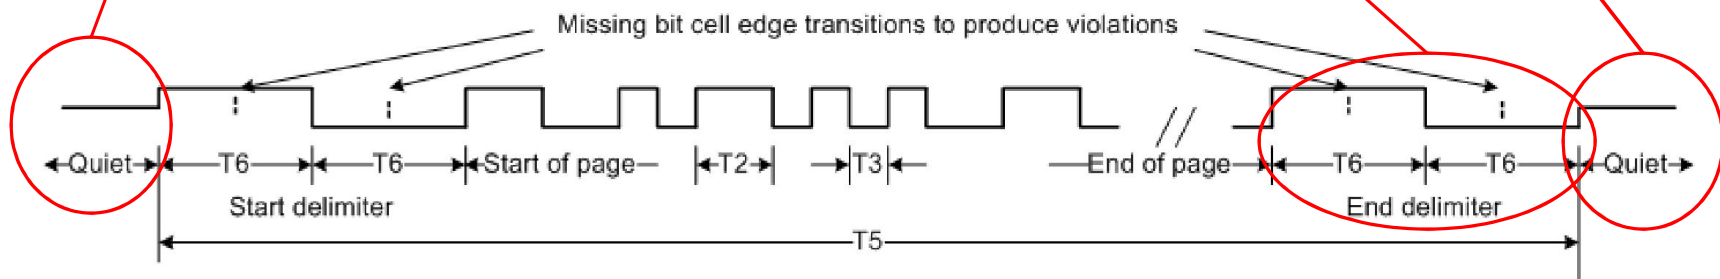 Missing bit cell edge transitions to produce violations
Quiet T6 T6 Start of page T2 T3 End of page T6 T6 Quiet
Start delimiter End delimiter
T5